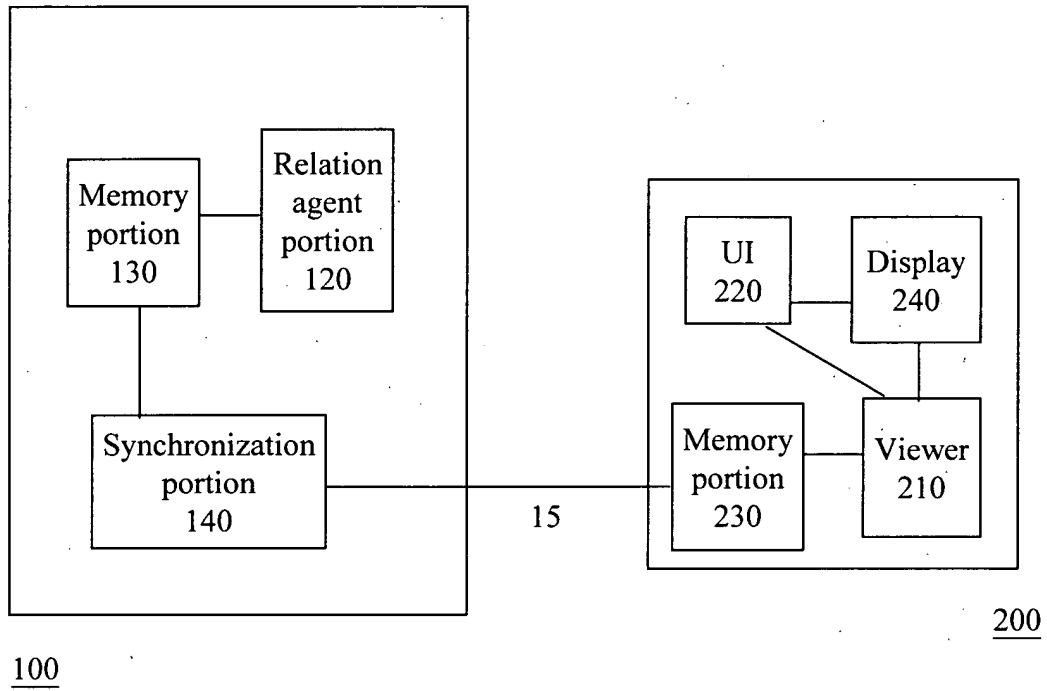 Memory
portion
130
Relation
agent
portion
120
Synchronization
portion
140
15
UI
220
Display
240
Memory
portion
230
Viewer
210
200
100